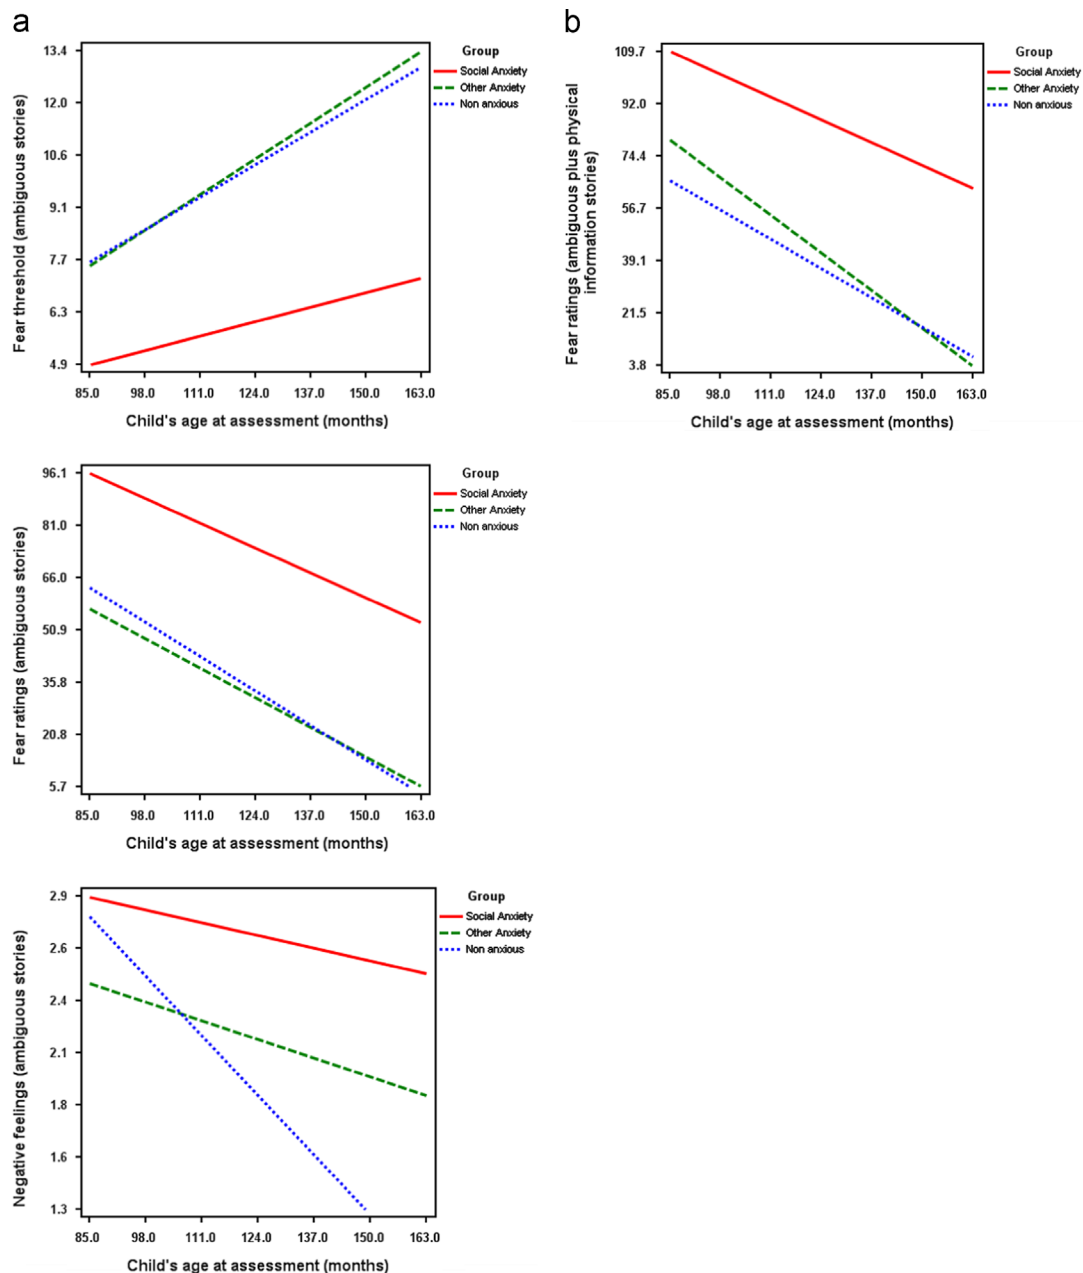 a
Fear threshold (ambiguous stories)
13.4
12.0
10.6
9.1
7.7
6.3
4.9
85.0 98.0 111.0 124.0 137.0 150.0 163.0
Child's age at assessment (months)
Group
Social Anxiety
Other Anxiety
Non anxious
b
Fear ratings (ambiguous plus physical
information stories)
109.7
92.0
74.4
56.7
39.1
21.5
3.8
85.0 98.0 111.0 124.0 137.0 150.0 163.0
Child's age at assessment (months)
Group
Social Anxiety
Other Anxiety
Non anxious
Fear ratings (ambiguous stories)
96.1
81.0
66.0
50.9
35.8
20.8
5.7
85.0 98.0 111.0 124.0 137.0 150.0 163.0
Child's age at assessment (months)
Group
Social Anxiety
Other Anxiety
Non anxious
Negative feelings (ambiguous stories)
2.9
2.6
2.4
2.1
1.8
1.6
1.3
85.0 98.0 111.0 124.0 137.0 150.0 163.0
Child's age at assessment (months)
Group
Social Anxiety
Other Anxiety
Non anxious